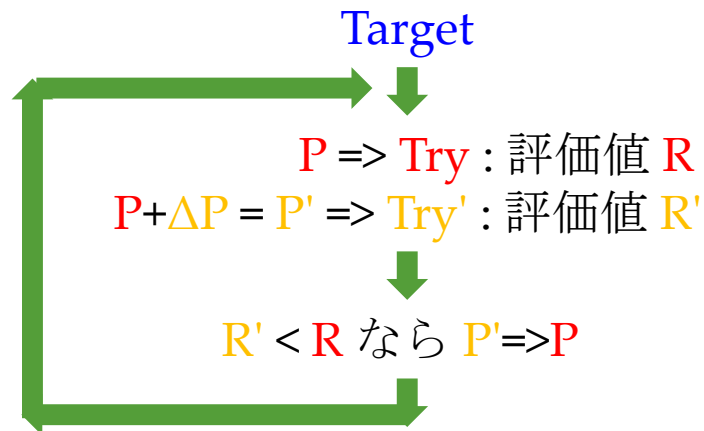 Target
P => Try : 評価値 R
P+ΔP = P' => Try' : 評価値 R'
R' < R なら P'=>P